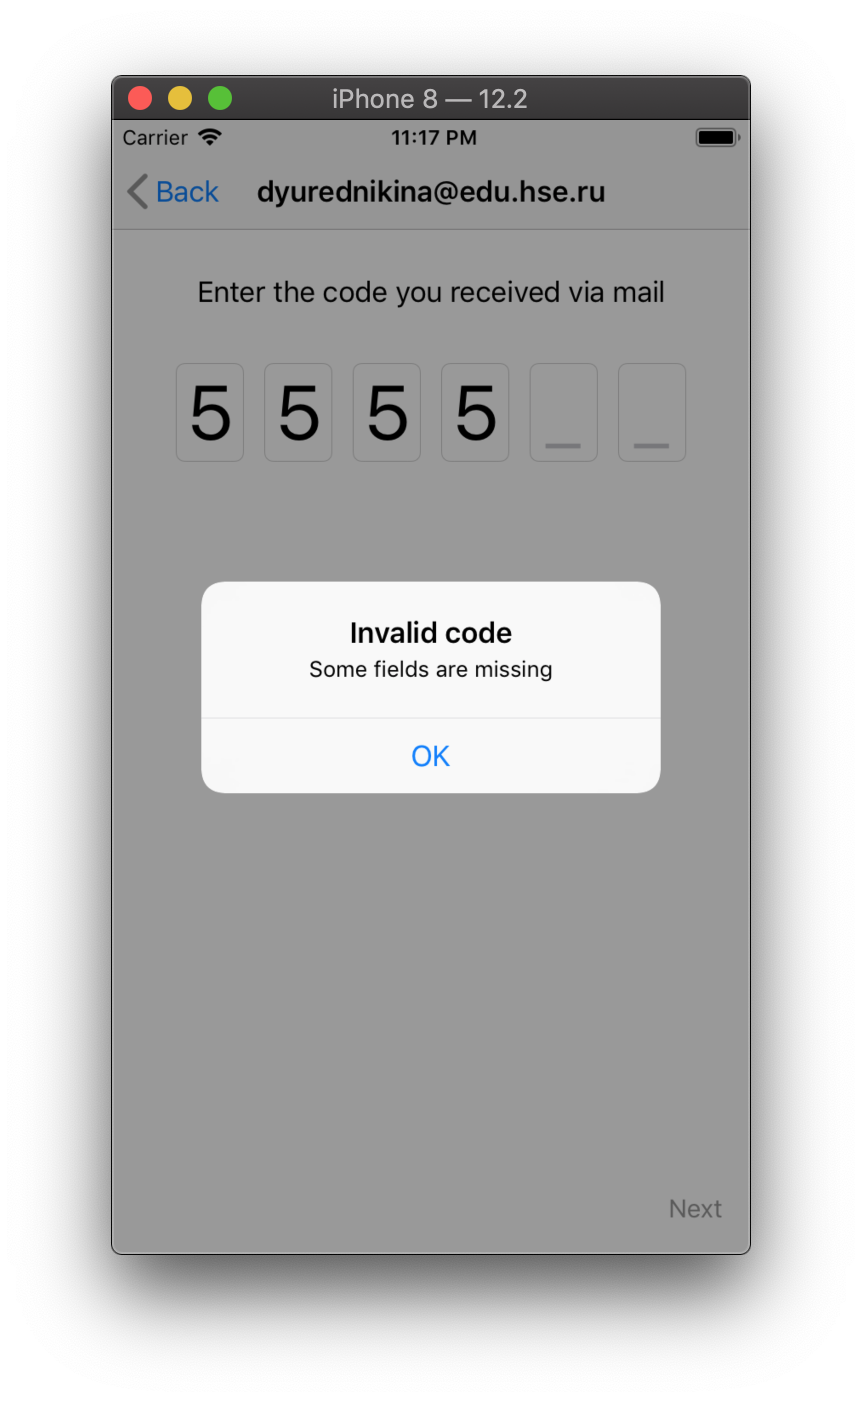 iPhone 8 — 12.2
Carrier 11:17 PM
Back dyurednikina@edu.hse.ru
Enter the code you received via mail
5 5 5 5 _ _
Invalid code
Some fields are missing
OK
Next